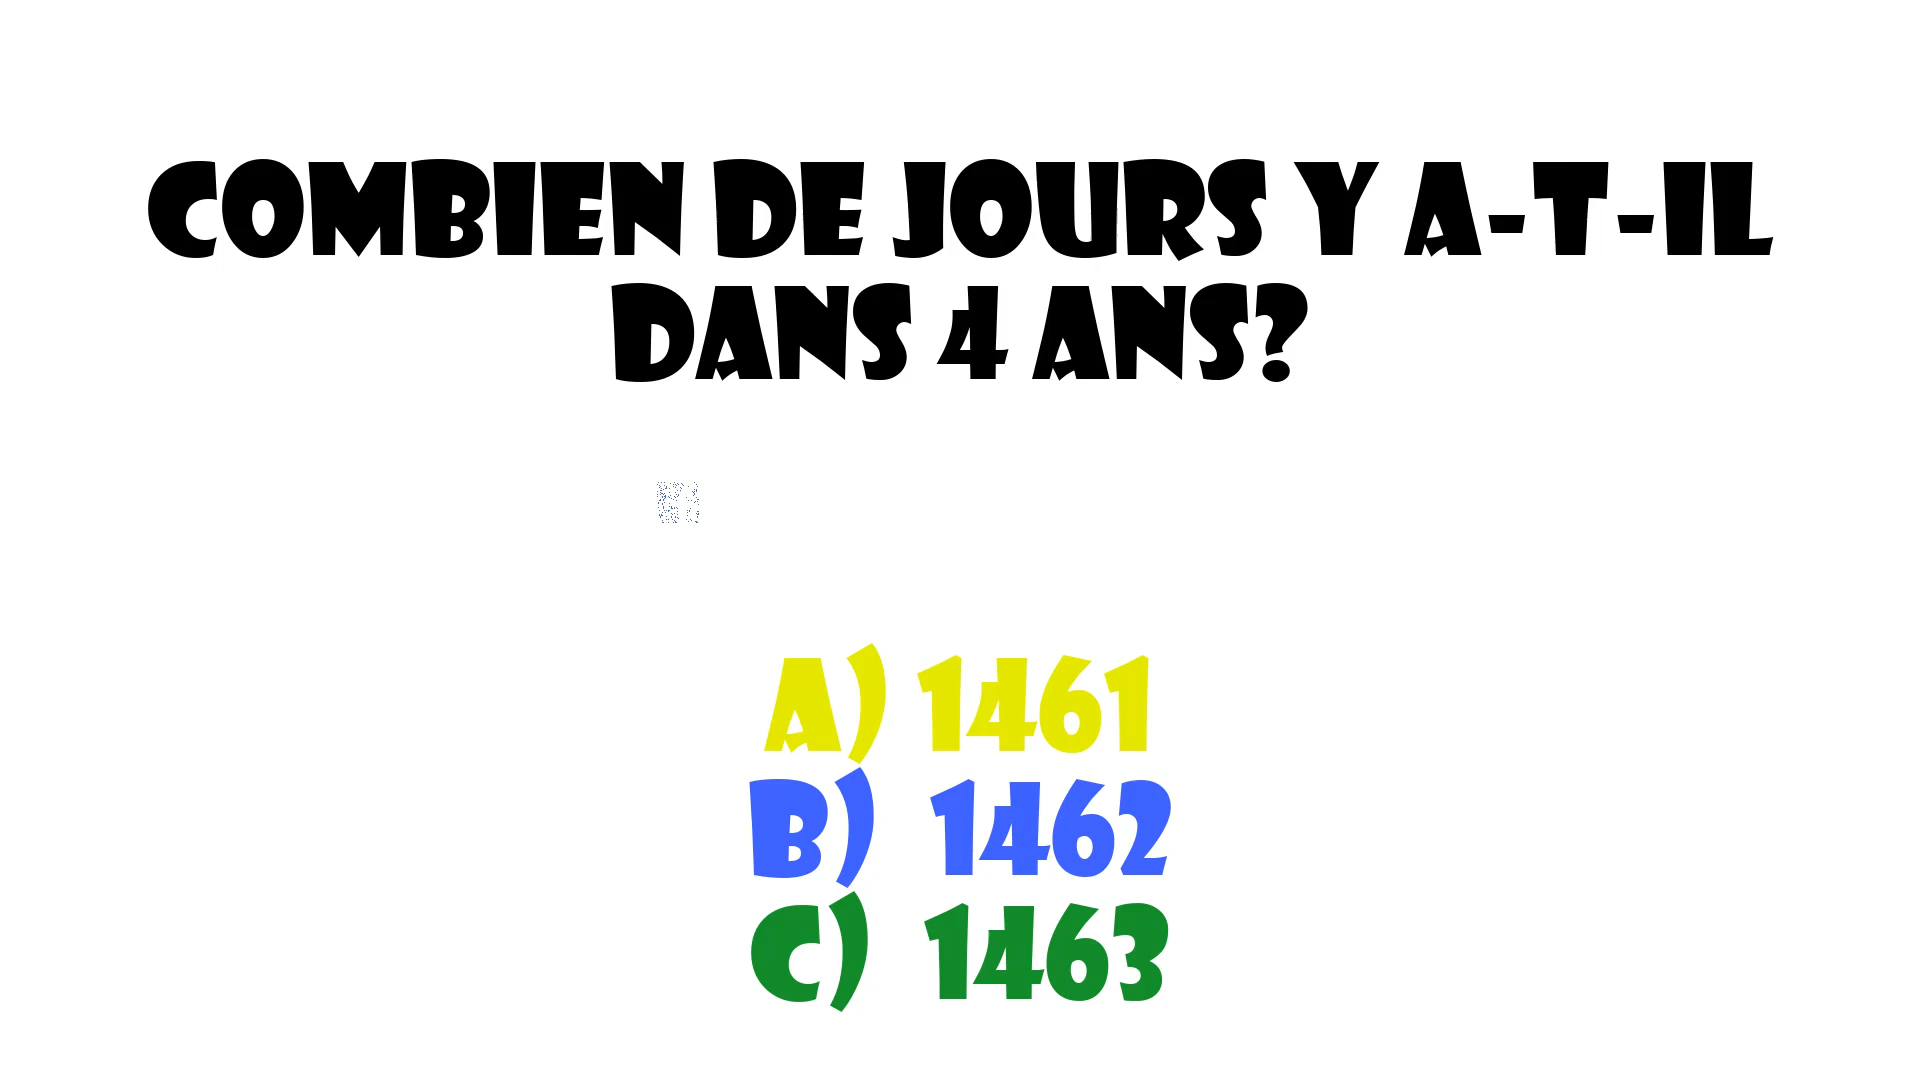 COMBIEN DE JOURS Y A-T-IL
DANS 4 ANS?
A) 1461
B) 1462
C) 1463